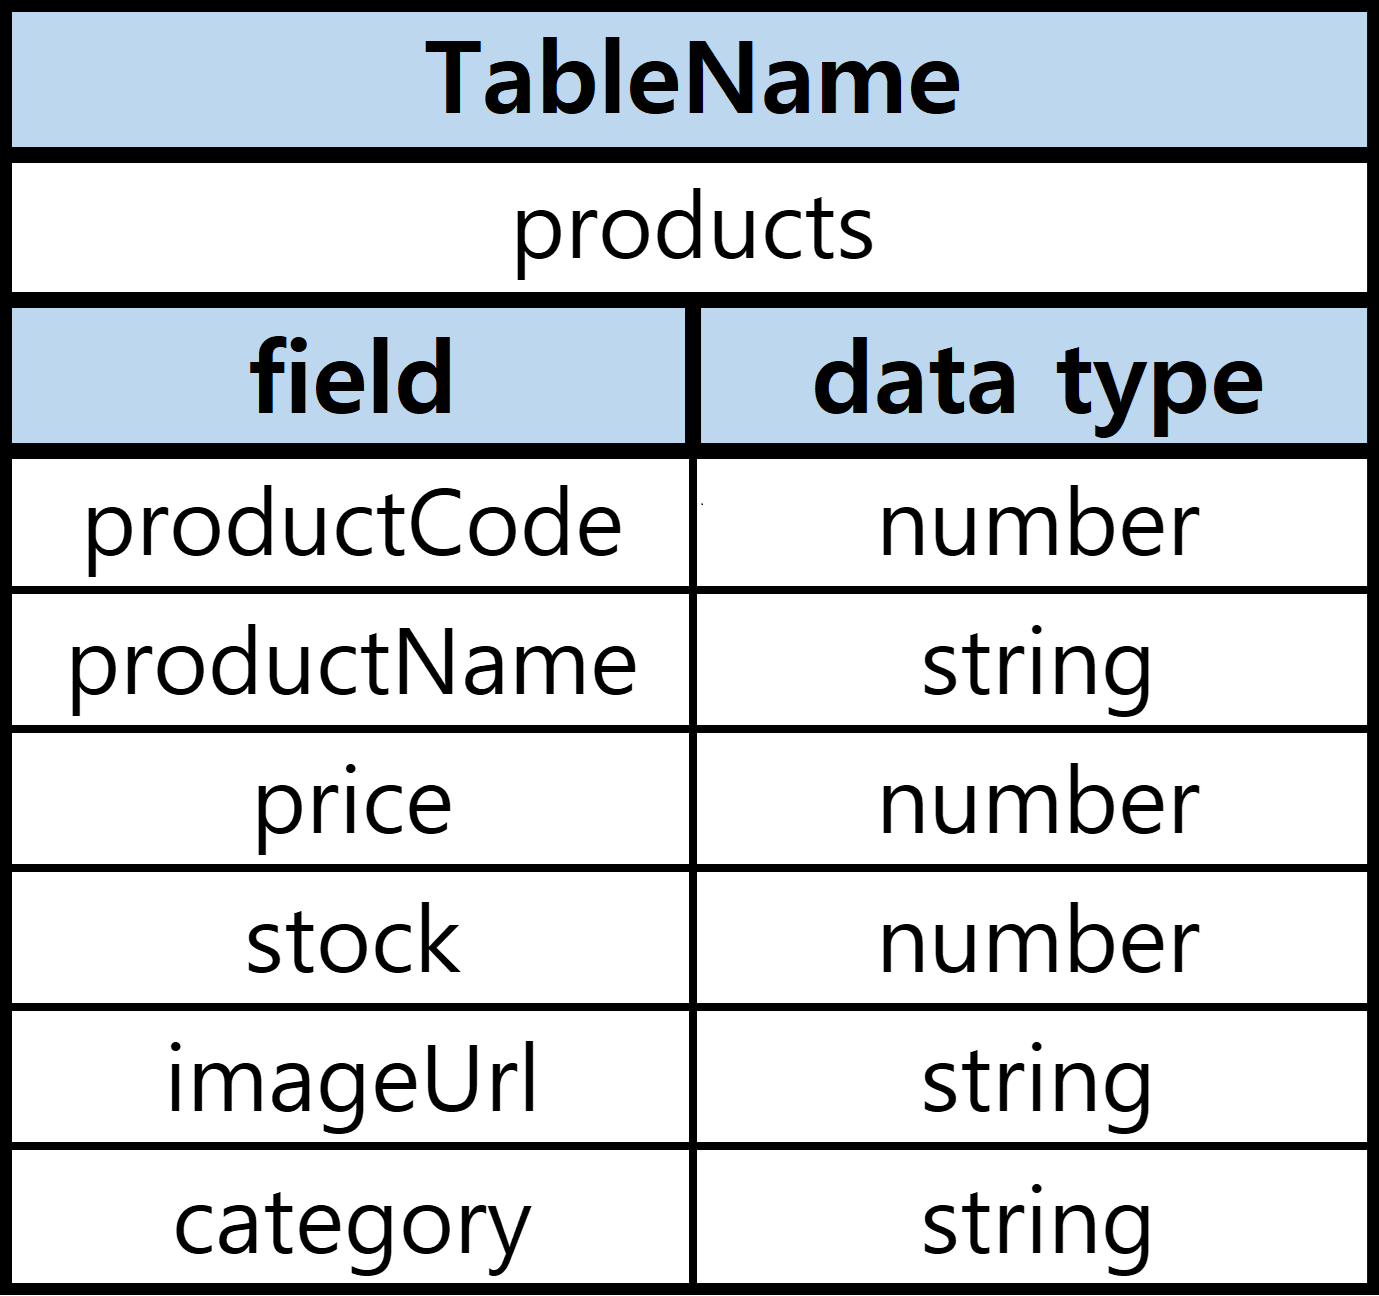 TableName
products
field data type
productCode number
productName string
price number
stock number
imageUrl string
category string